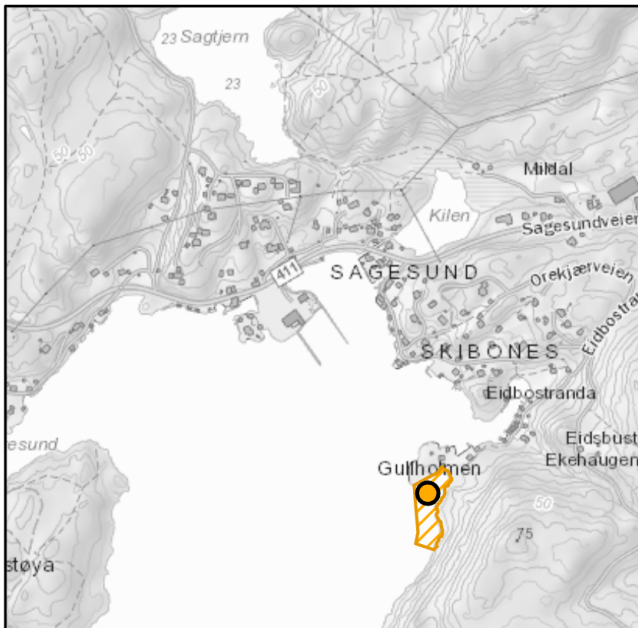 23 Sagtjern
23
50
50
50
Mildal
Kilen
Sagesundveien
411
SAGESUND
Orekjærveien
SKIBONES
Eidbostra
Eidbostranda
esund
Eidsbust
Gullholmen
Ekehaugen
50
75
støya